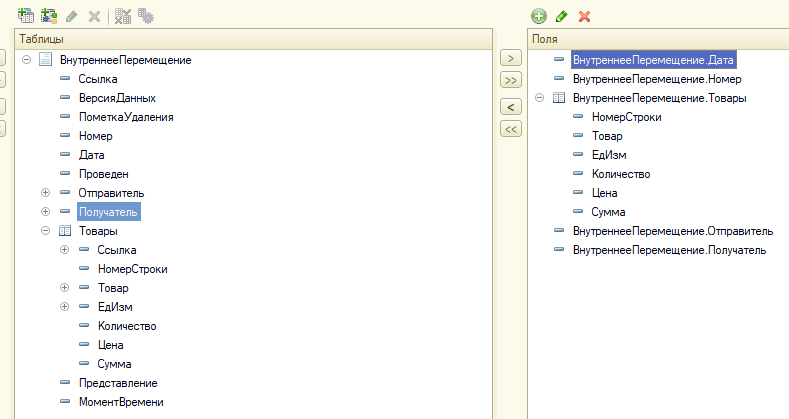 Таблицы
ВнутреннееПеремещение
Ссылка
ВерсияДанных
ПометкаУдаления
Номер
Дата
Проведен
Отправитель
Получатель
Товары
Ссылка
НомерСтроки
Товар
ЕдИзм
Количество
Цена
Сумма
Представление
МоментВремени
>
>>
<
<<
Поля
ВнутреннееПеремещение.Дата
ВнутреннееПеремещение.Номер
ВнутреннееПеремещение.Товары
НомерСтроки
Товар
ЕдИзм
Количество
Цена
Сумма
ВнутреннееПеремещение.Отправитель
ВнутреннееПеремещение.Получатель